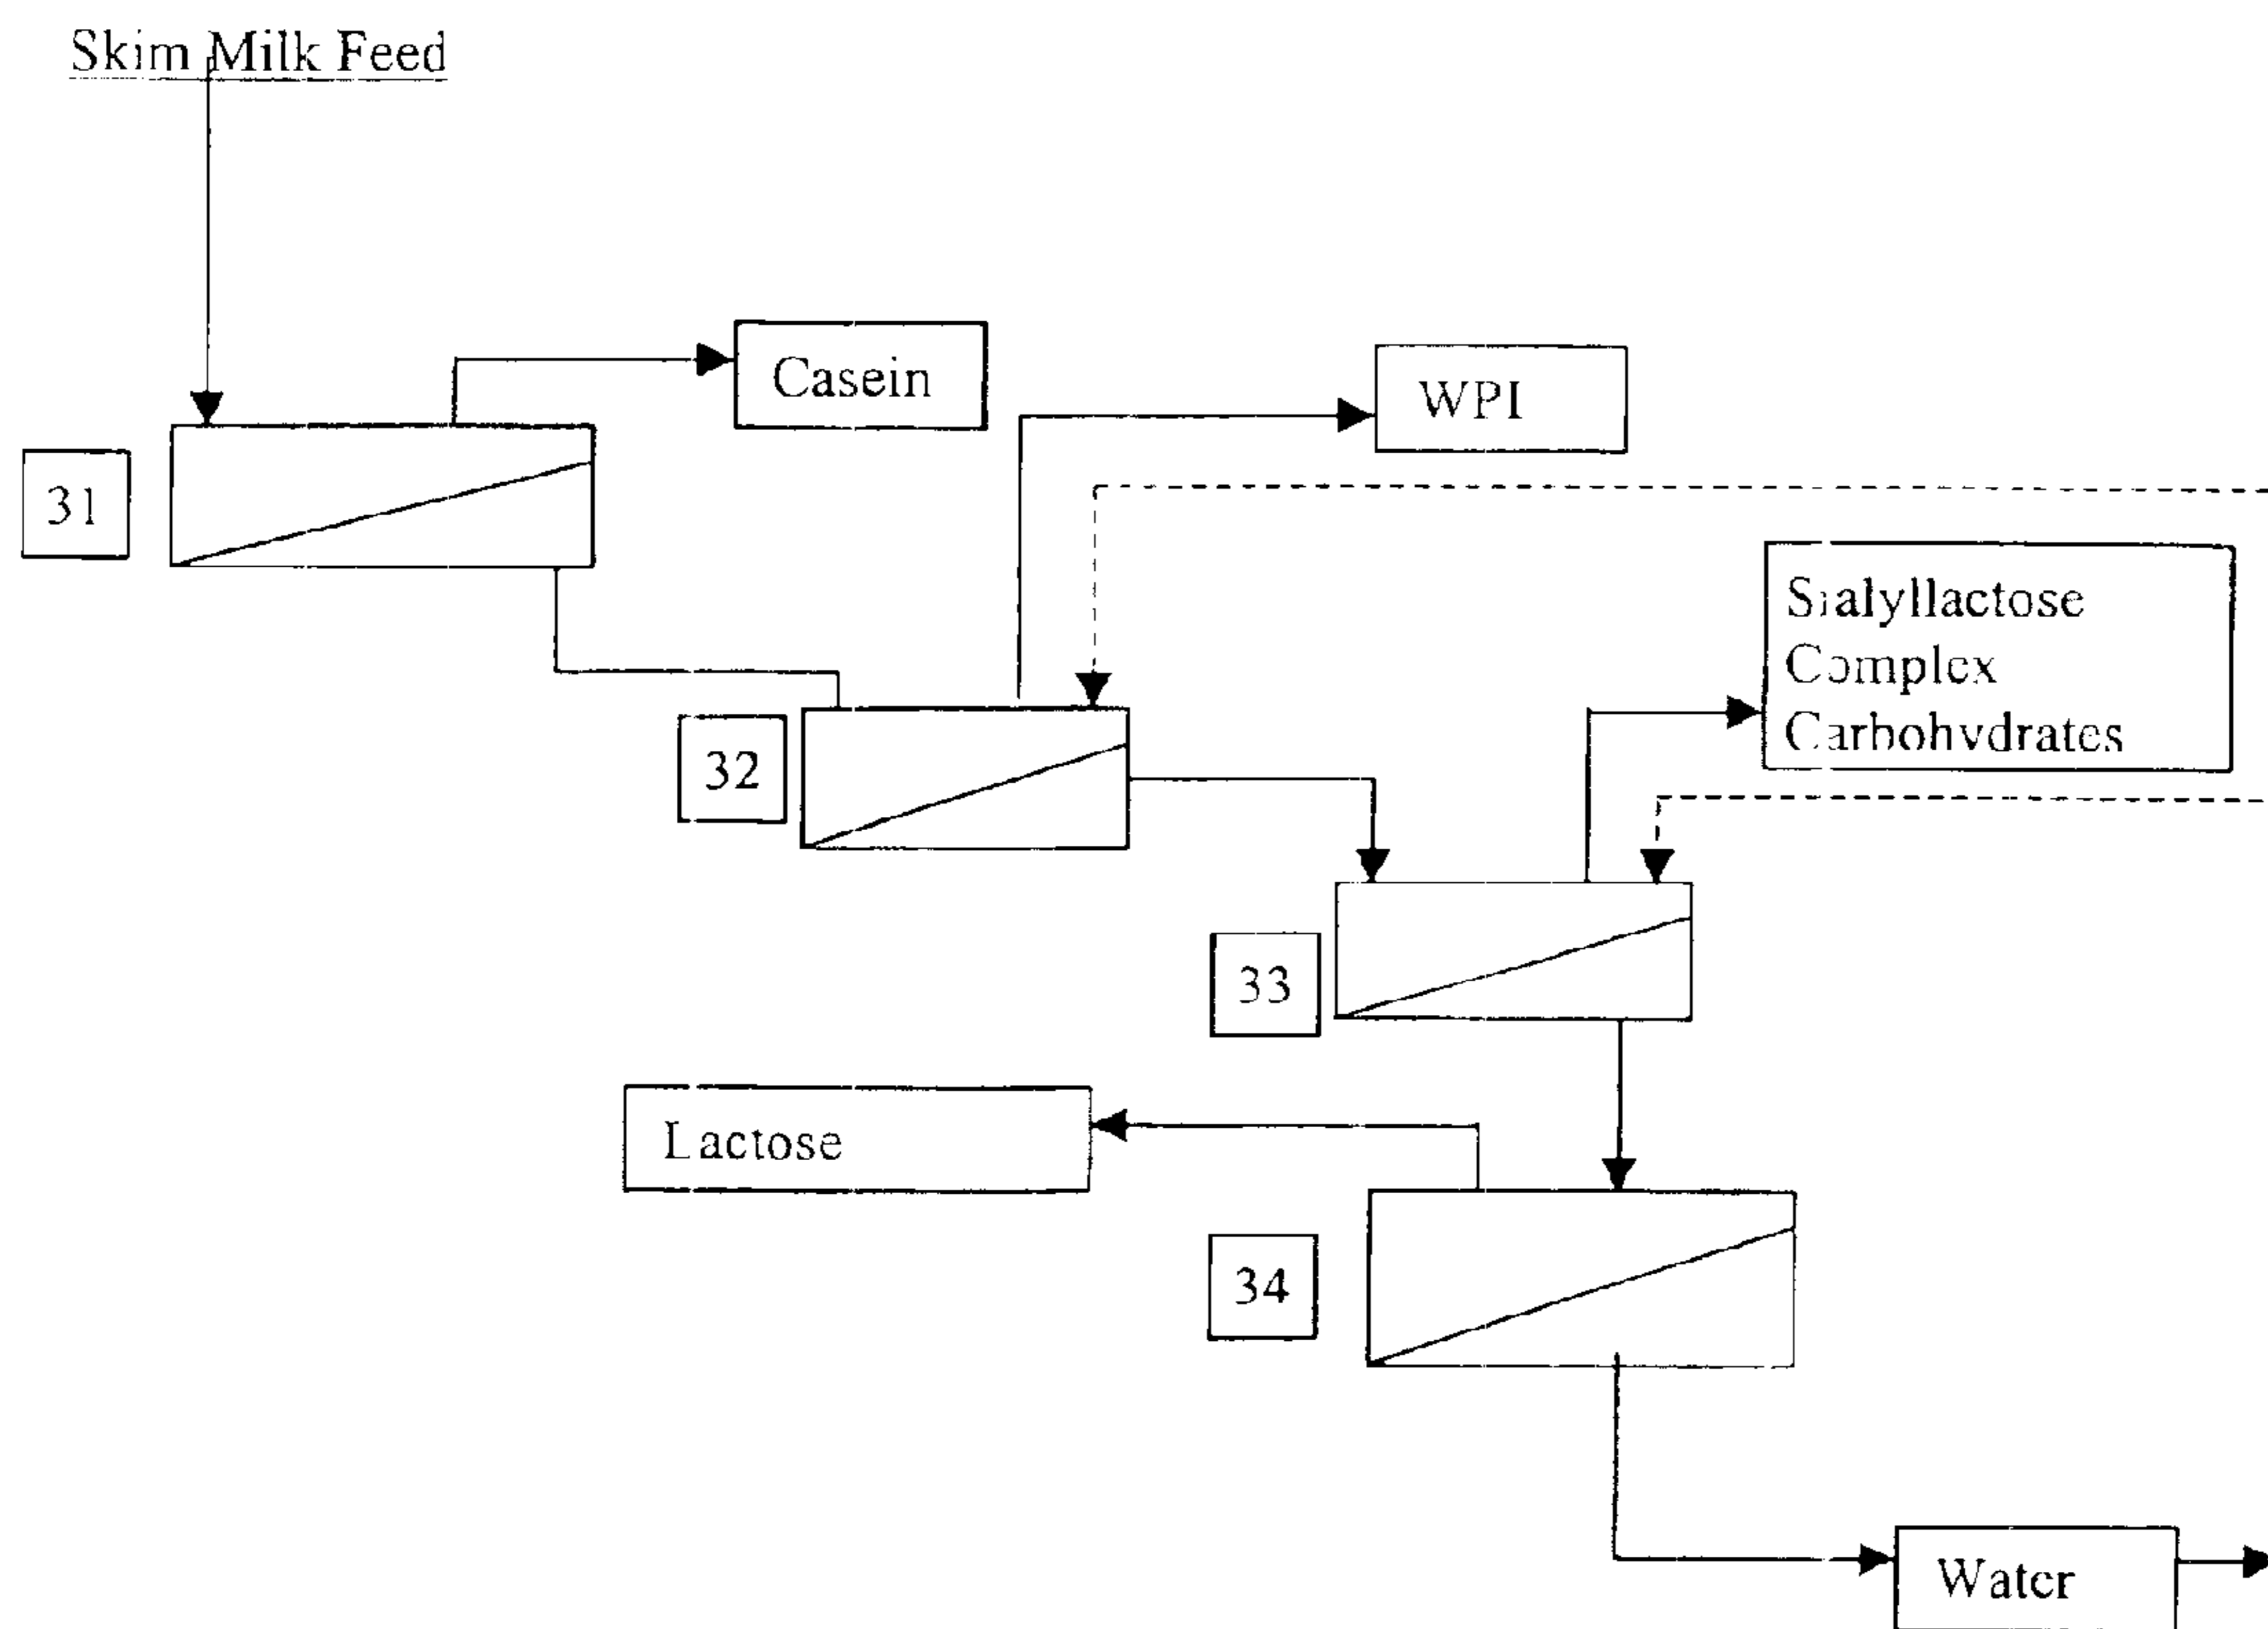 Skim Milk Feed
Casein
WPI
31
Sialyllactose
Complex
Carbohydrates
32
33
Lactose
34
Water